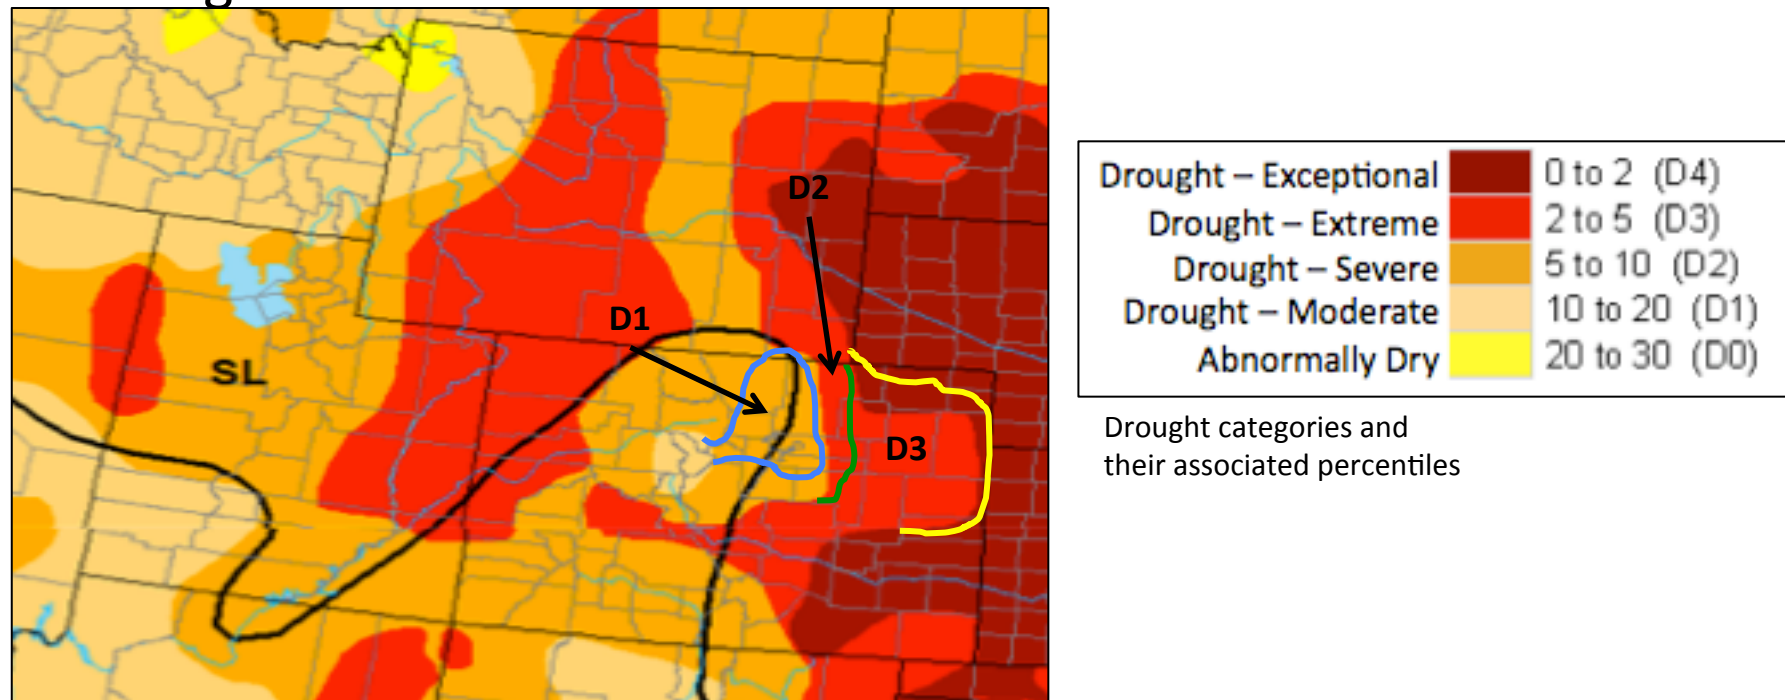 D2
D1
SL
D3
Drought – Exceptional 0 to 2 (D4)
Drought – Extreme 2 to 5 (D3)
Drought – Severe 5 to 10 (D2)
Drought – Moderate 10 to 20 (D1)
Abnormally Dry 20 to 30 (D0)
Drought categories and
their associated percentiles